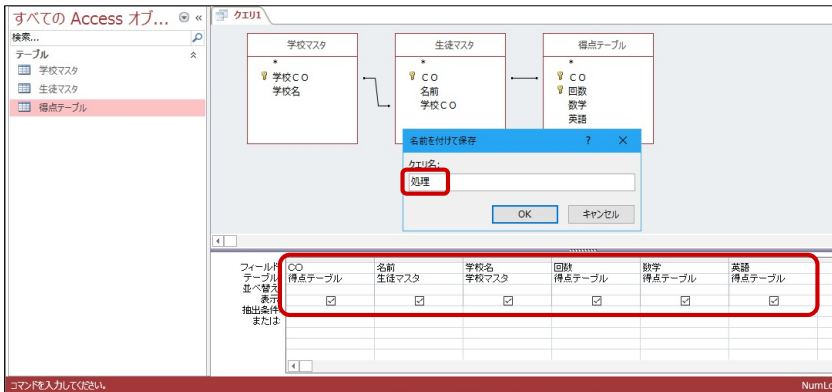 すべての Access オブ... «
検索...
テーブル
学校マスタ
生徒マスタ
得点テーブル
クエリ1
学校マスタ
*
学校CO
学校名
生徒マスタ
*
CO
名前
学校CO
得点テーブル
*
CO
回数
数学
英語
名前を付けて保存 ? ×
クエリ名:
処理
OK キャンセル
フィールド: CO 名前 学校名 回数 数学 英語
テーブル: 得点テーブル 生徒マスタ 学校マスタ 得点テーブル 得点テーブル 得点テーブル
並べ替え:
表示:
抽出条件:
または:
コマンドを入力してください。 NumLo